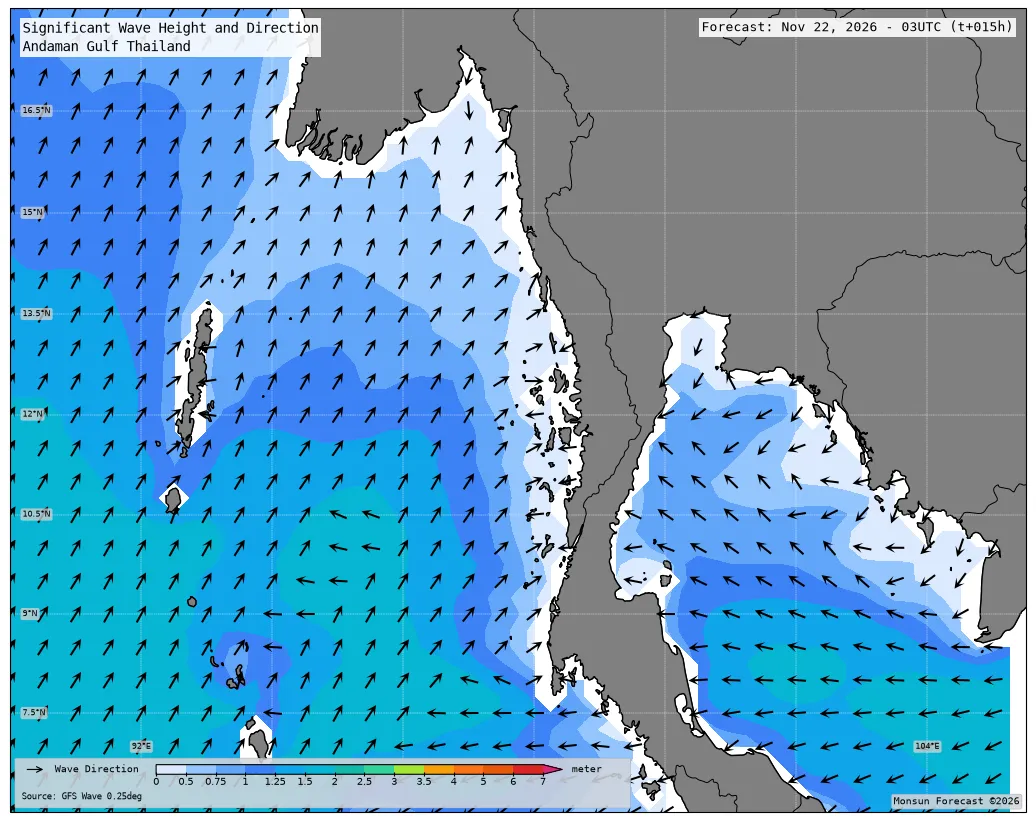 Significant Wave Height and Direction
Andaman Gulf Thailand
Forecast: Nov 22, 2026 - 03UTC (t+015h)
16.5°N
15°N
13.5°N
12°N
10.5°N
9°N
7.5°N
92°E
104°E
Wave Direction
0 0.5 0.75 1 1.25 1.5 2 2.5 3 3.5 4 5 6 7
meter
Source: GFS Wave 0.25deg
Monsun Forecast ©2026